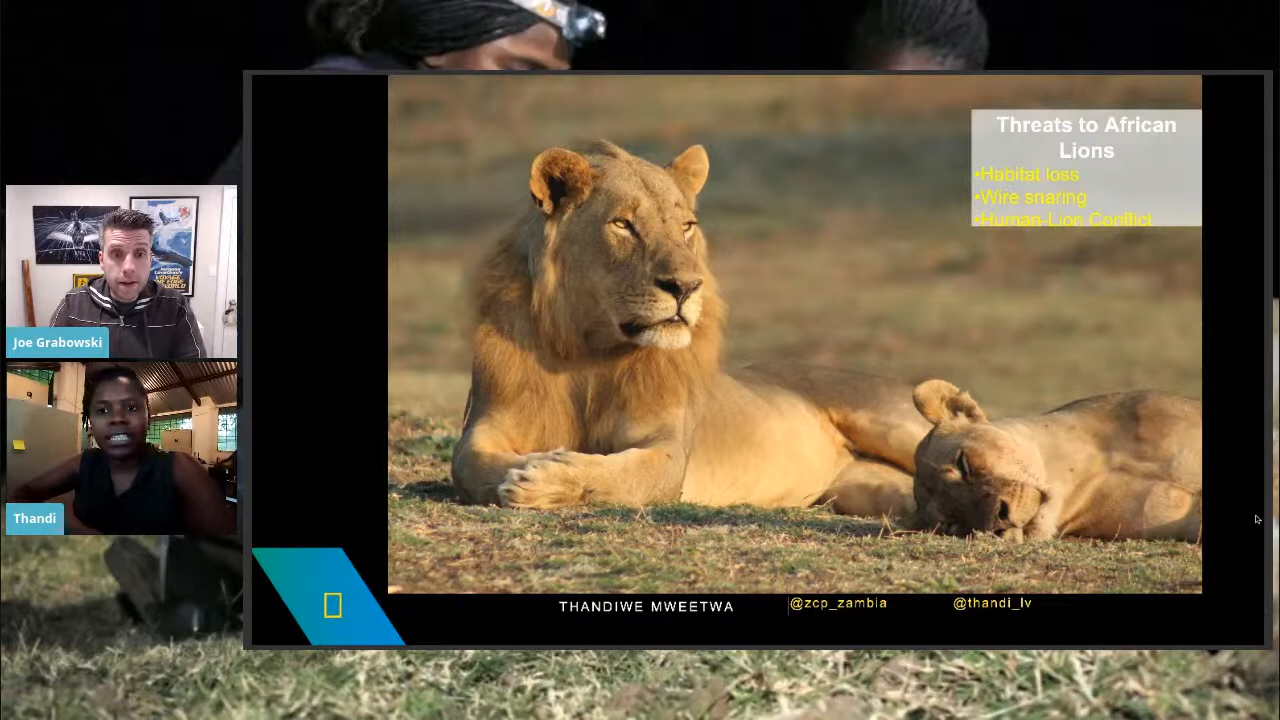 Threats to African
Lions
•Habitat loss
•Wire snaring
•Human-Lion Conflict
Joe Grabowski
Thandi
THANDIWE MWEETWA
@zcp_zambia
@thandi_lv